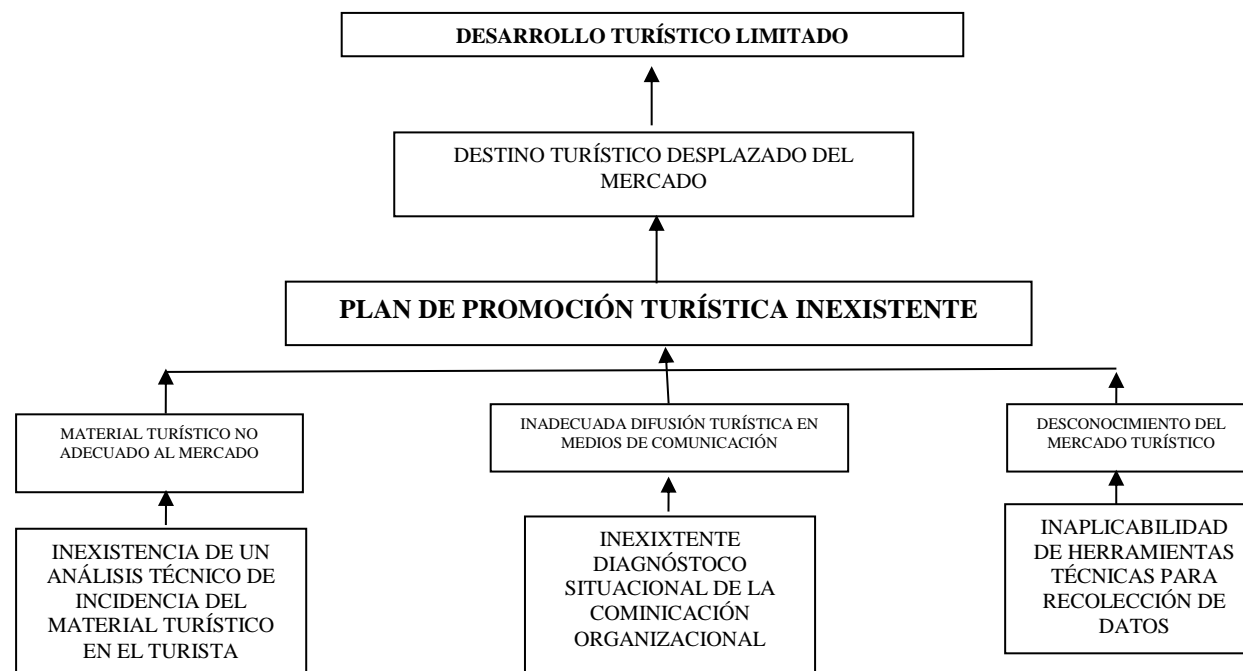 DESARROLLO TURÍSTICO LIMITADO
DESTINO TURÍSTICO DESPLAZADO DEL
MERCADO
PLAN DE PROMOCIÓN TURÍSTICA INEXISTENTE
MATERIAL TURÍSTICO NO
ADECUADO AL MERCADO
INADECUADA DIFUSIÓN TURÍSTICA EN
MEDIOS DE COMUNICACIÓN
DESCONOCIMIENTO DEL
MERCADO TURÍSTICO
INEXISTENCIA DE UN
ANÁLISIS TÉCNICO DE
INCIDENCIA DEL
MATERIAL TURÍSTICO
EN EL TURISTA
INEXIXTENTE
DIAGNÓSTOCO
SITUACIONAL DE LA
COMINICACIÓN
ORGANIZACIONAL
INAPLICABILIDAD
DE HERRAMIENTAS
TÉCNICAS PARA
RECOLECCIÓN DE
DATOS